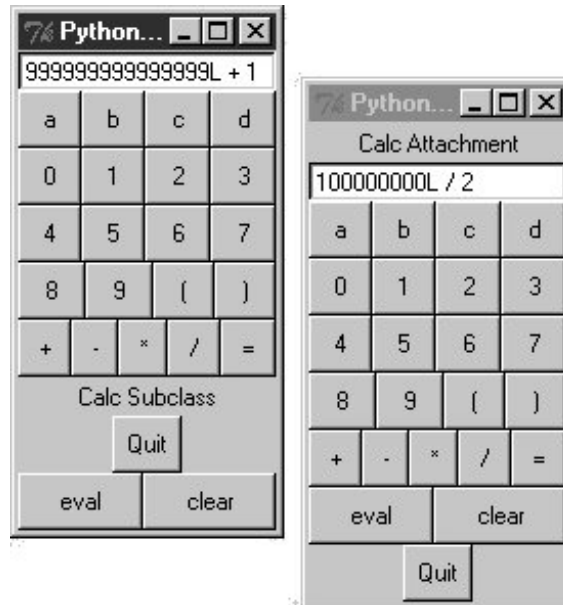 Python...
9999999999999999L + 1
a b c d
0 1 2 3
4 5 6 7
8 9 ( )
+ - * / =
Calc Subclass
Quit
eval clear
Python...
Calc Attachment
100000000L / 2
a b c d
0 1 2 3
4 5 6 7
8 9 ( )
+ - * / =
eval clear
Quit